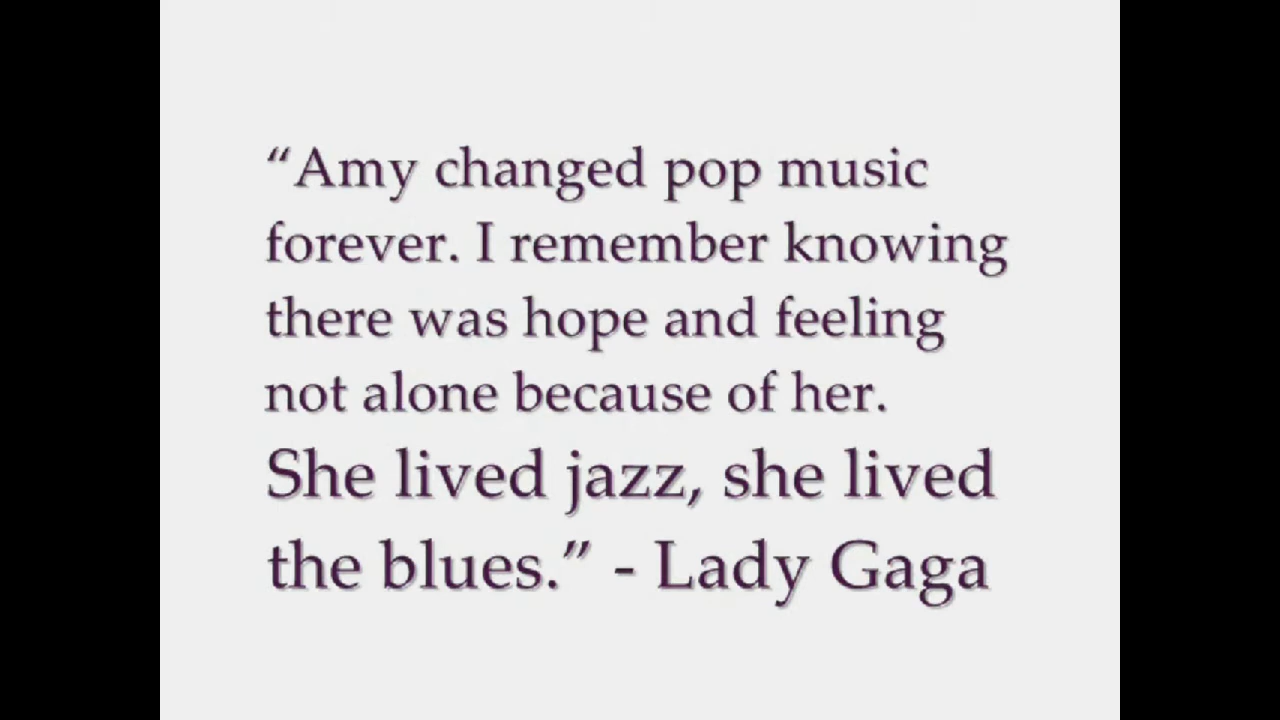 “Amy changed pop music
forever. I remember knowing
there was hope and feeling
not alone because of her.
She lived jazz, she lived
the blues.” - Lady Gaga